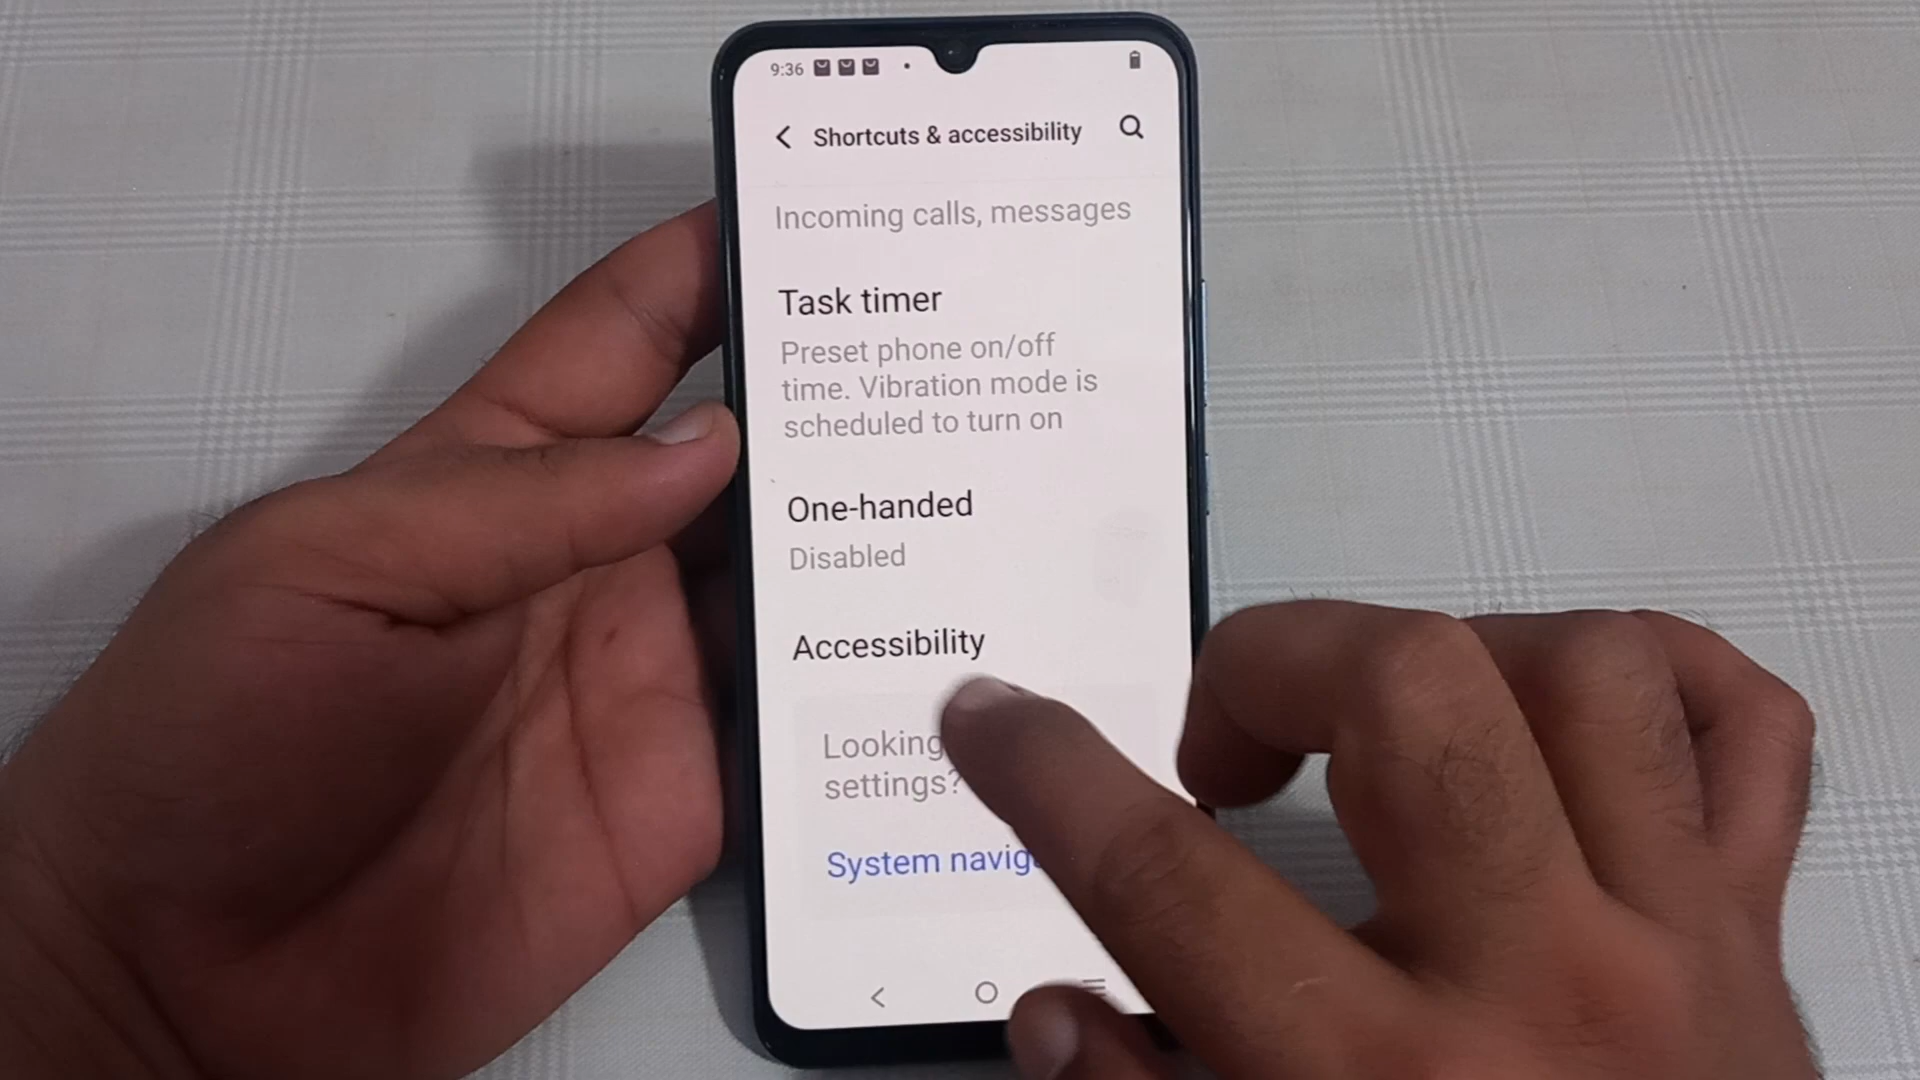 9:36
Shortcuts & accessibility
Incoming calls, messages
Task timer
Preset phone on/off
time. Vibration mode is
scheduled to turn on
One-handed
Disabled
Accessibility
Looking
settings?
System